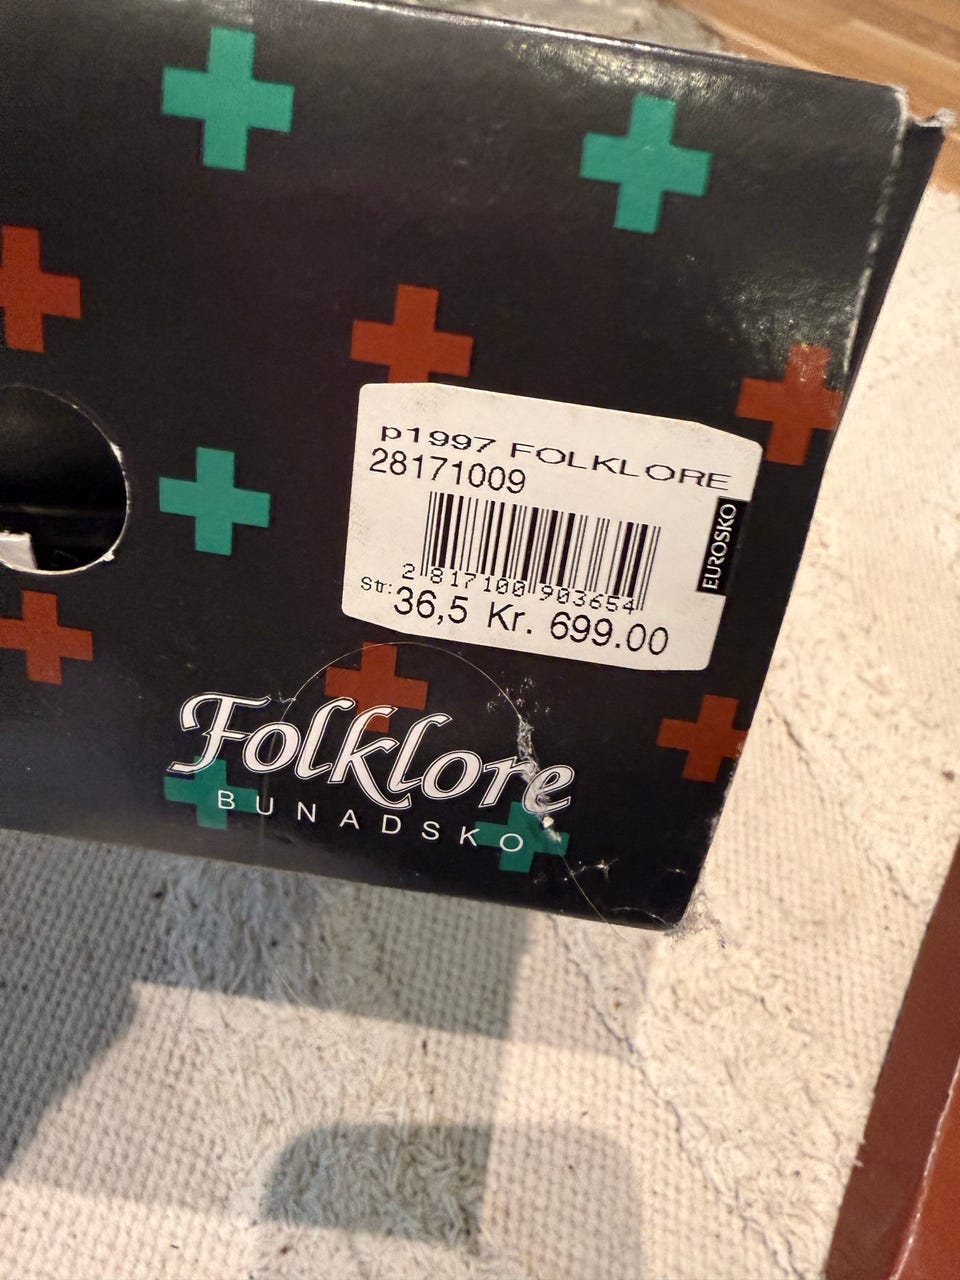 p1997 FOLKLORE
28171009
EUROSKO
2 817100 903654
Str: 36,5 Kr. 699.00
Folklore
BUNADSKO